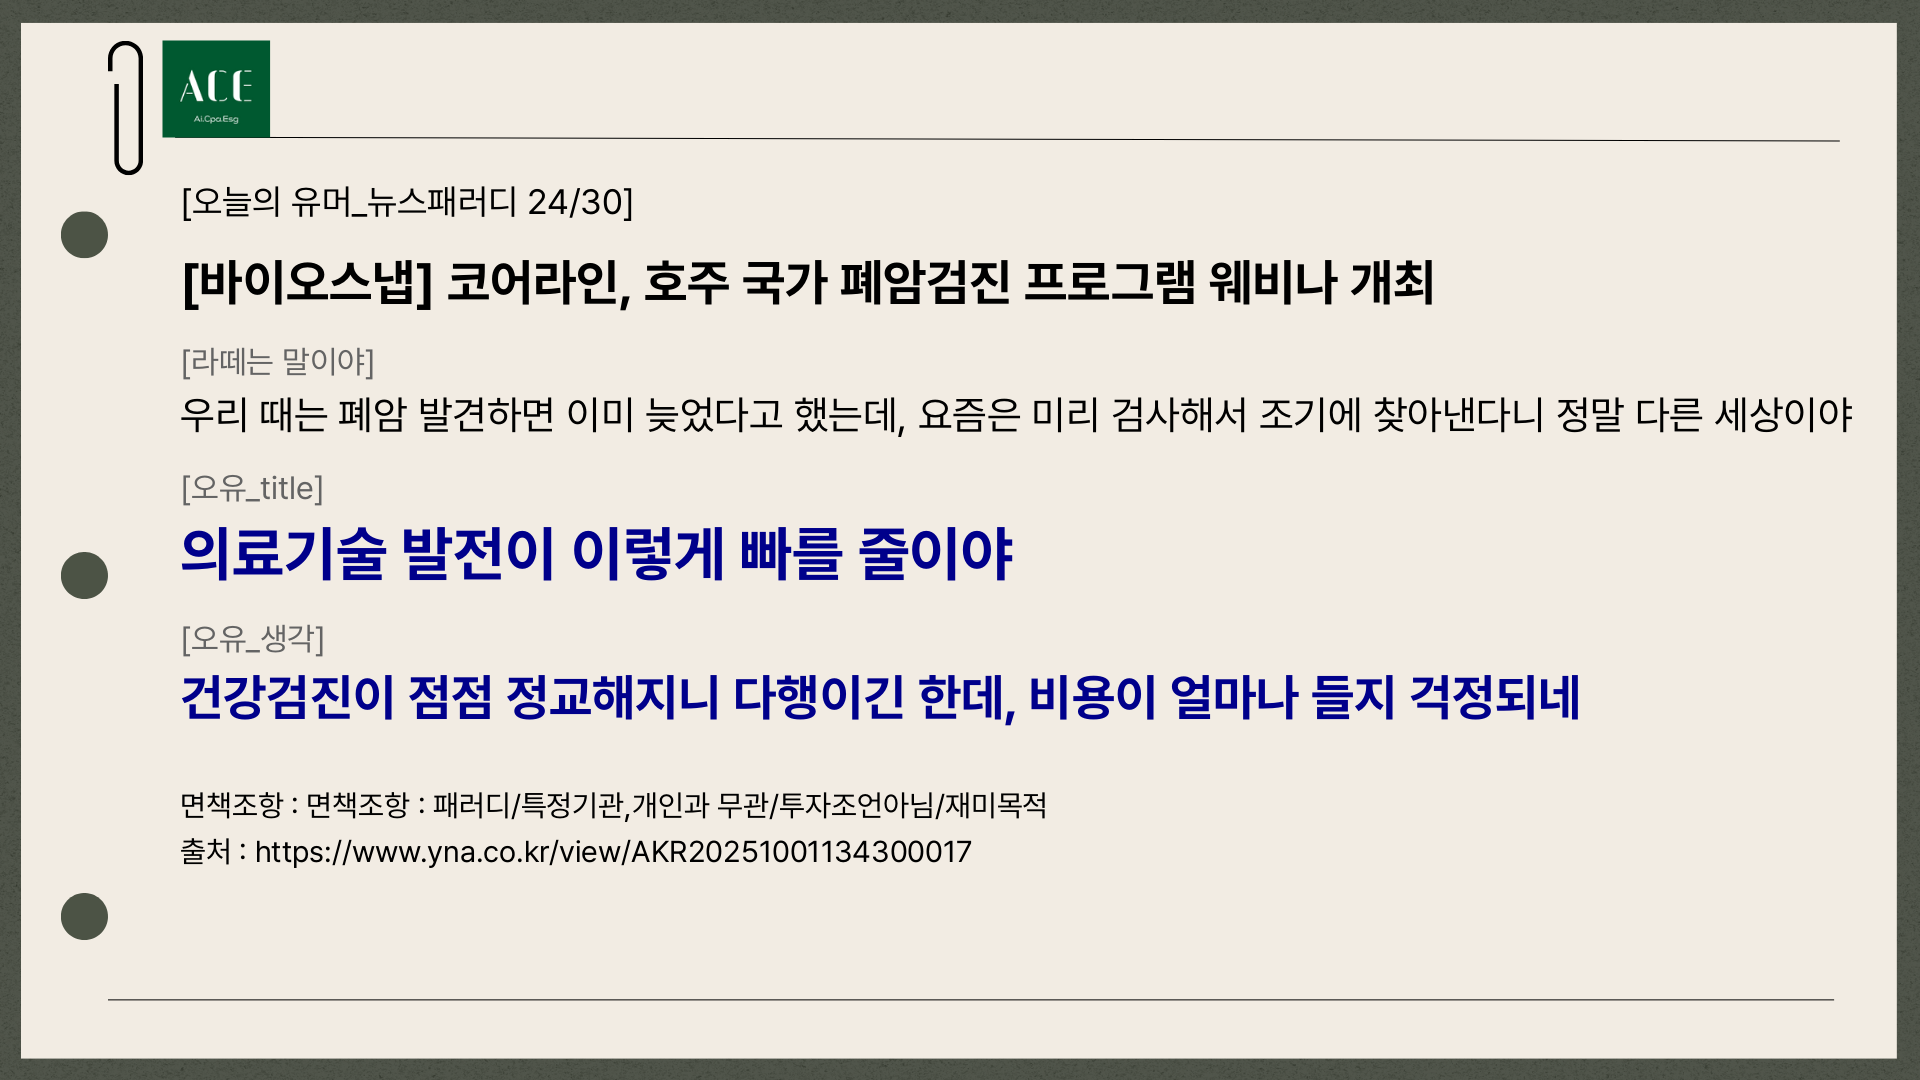 ACE
Ai.Cpa.Esg
[오늘의 유머_뉴스패러디 24/30]
[바이오스냅] 코어라인, 호주 국가 폐암검진 프로그램 웨비나 개최
[라떼는 말이야]
우리 때는 폐암 발견하면 이미 늦었다고 했는데, 요즘은 미리 검사해서 조기에 찾아낸다니 정말 다른 세상이야
[오유_title]
의료기술 발전이 이렇게 빠를 줄이야
[오유_생각]
건강검진이 점점 정교해지니 다행이긴 한데, 비용이 얼마나 들지 걱정되네
면책조항 : 면책조항 : 패러디/특정기관,개인과 무관/투자조언아님/재미목적
출처 : https://www.yna.co.kr/view/AKR20251001134300017